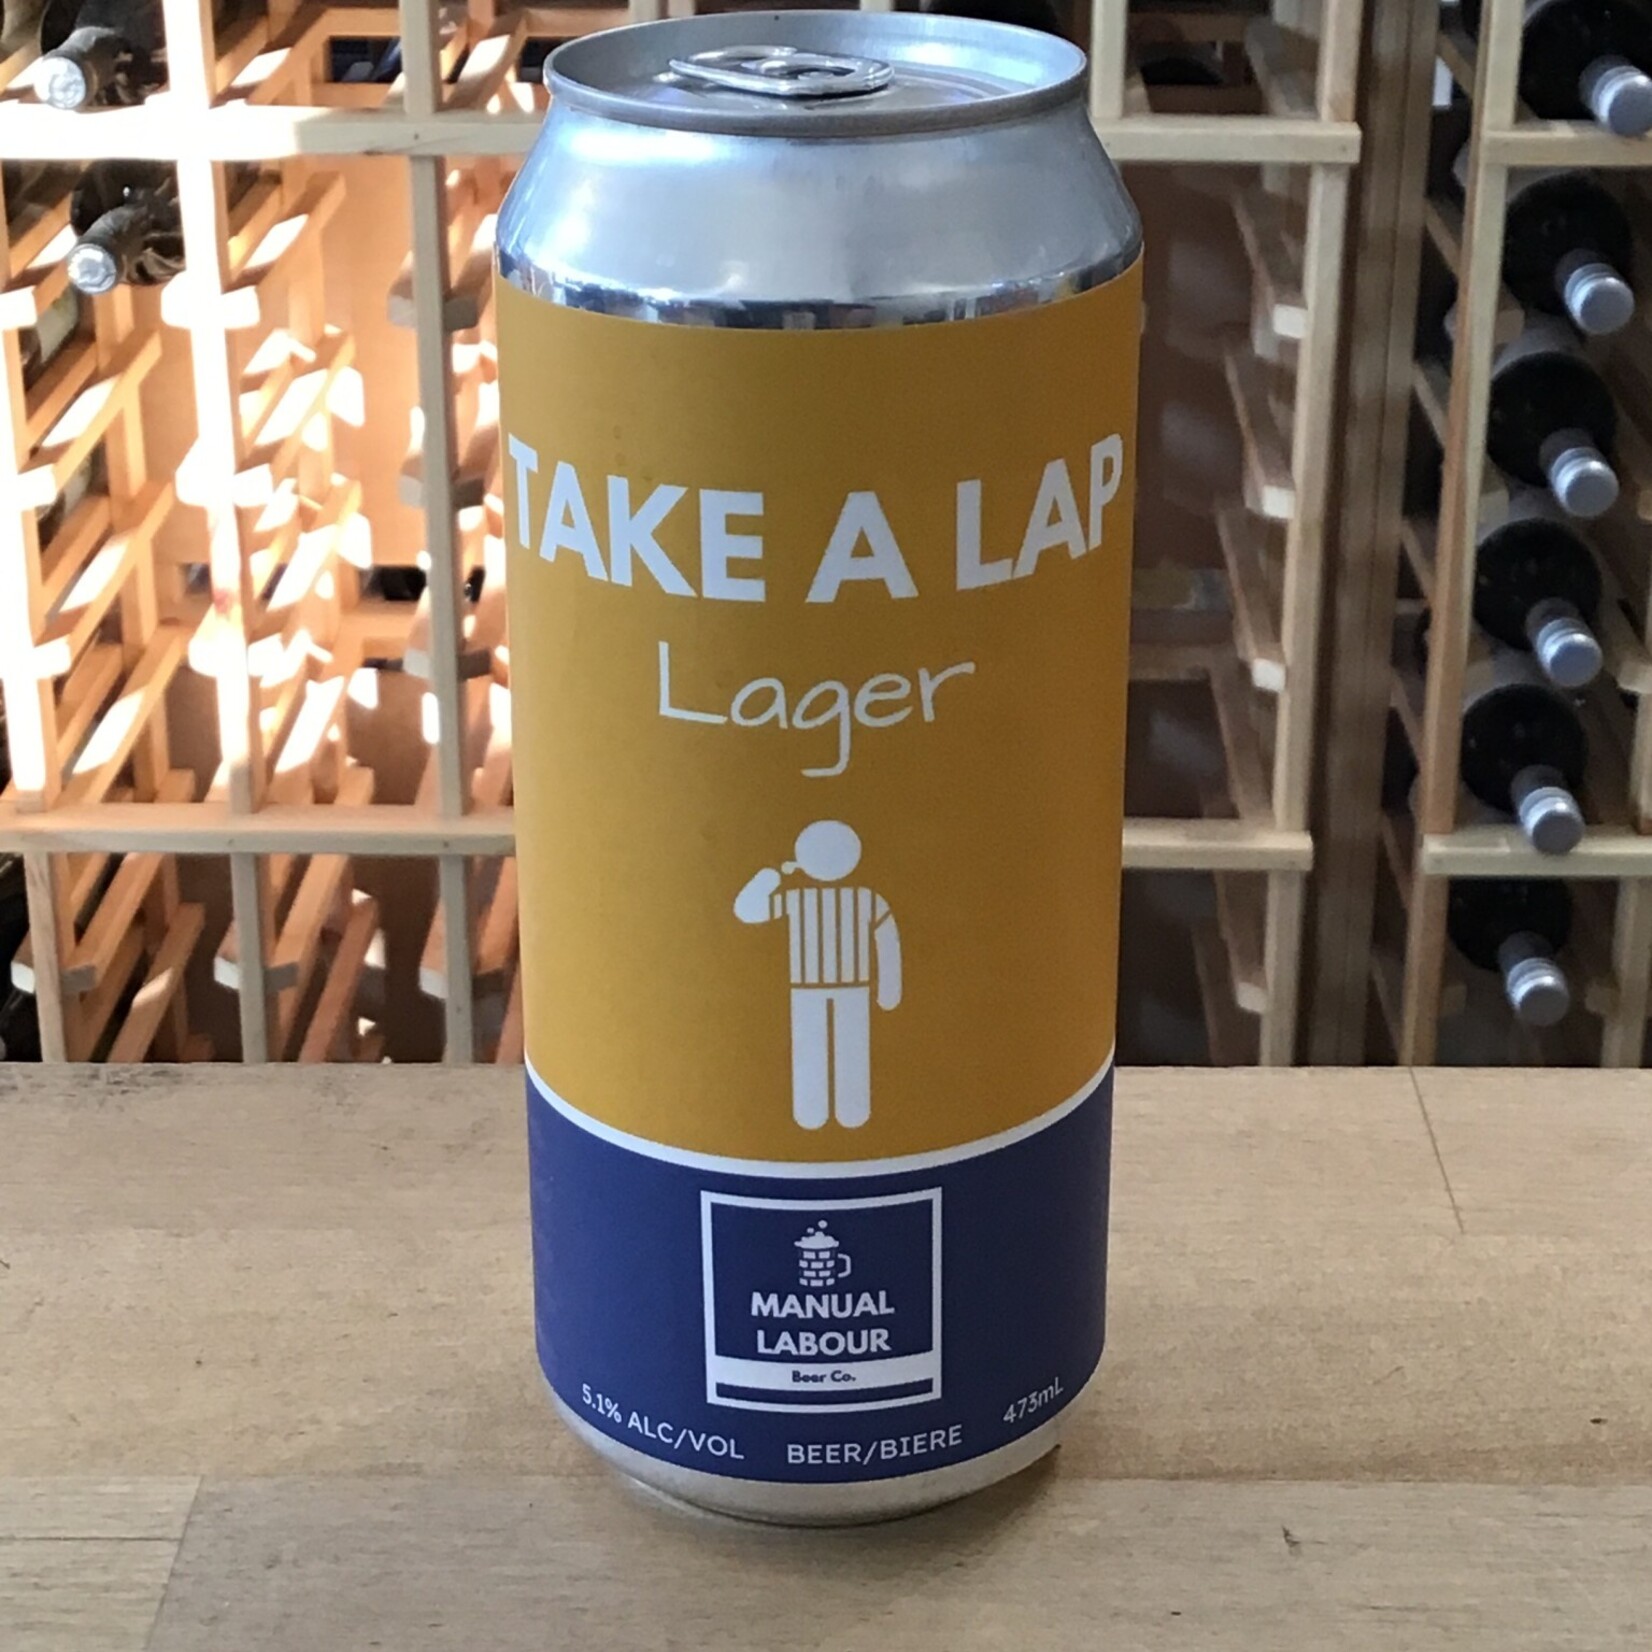 TAKE A LAP
Lager
MANUAL
LABOUR
Beer Co.
5.1% ALC/VOL BEER/BIERE 473mL